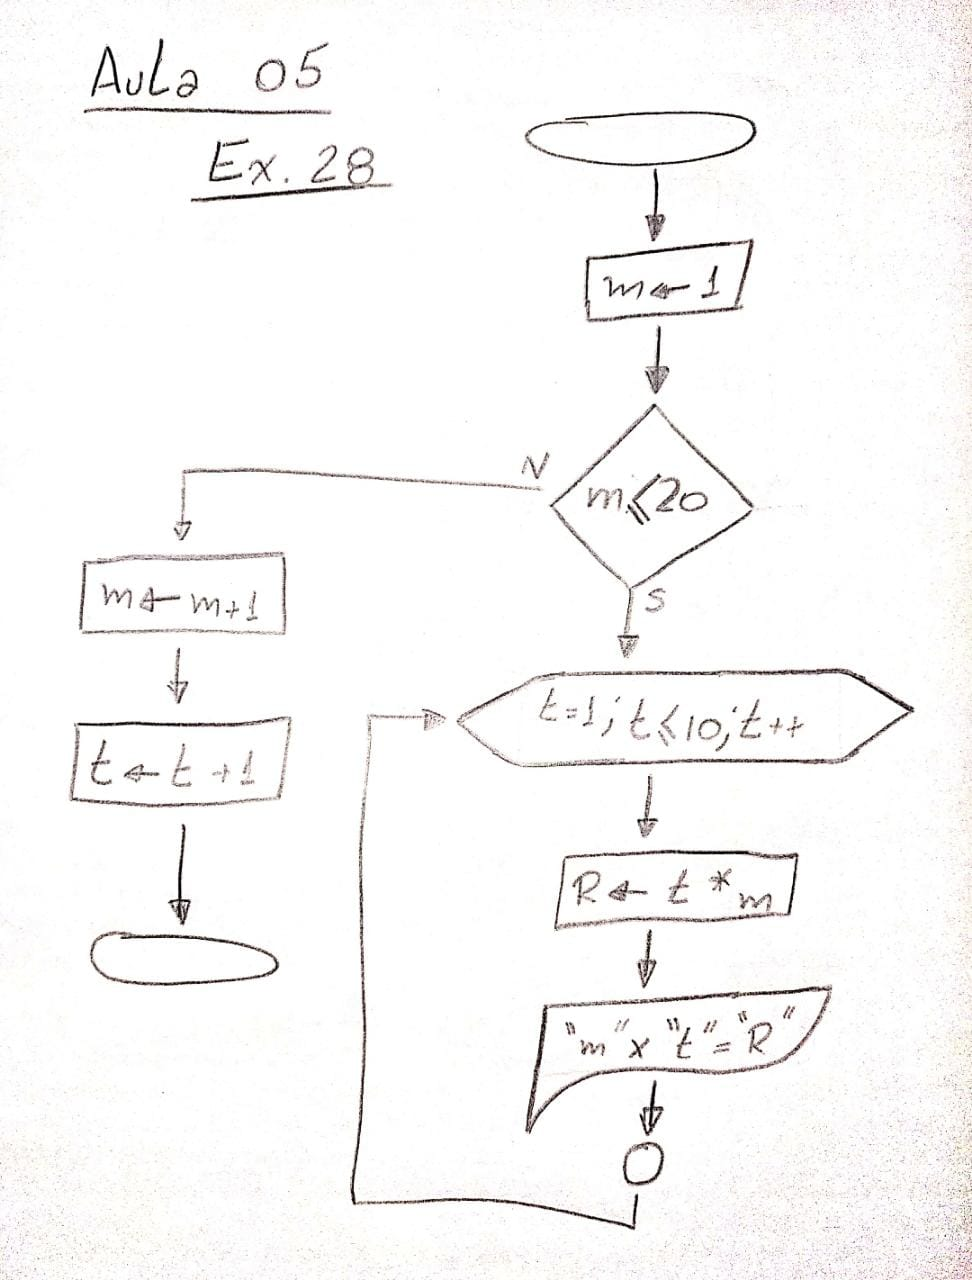 Aula 05
Ex. 28
m ← 1
m ≤ 20
N
S
m ← m+1
t ← t +1
t=1; t ≤ 10; t++
R ← t * m
"m" x "t" = "R"